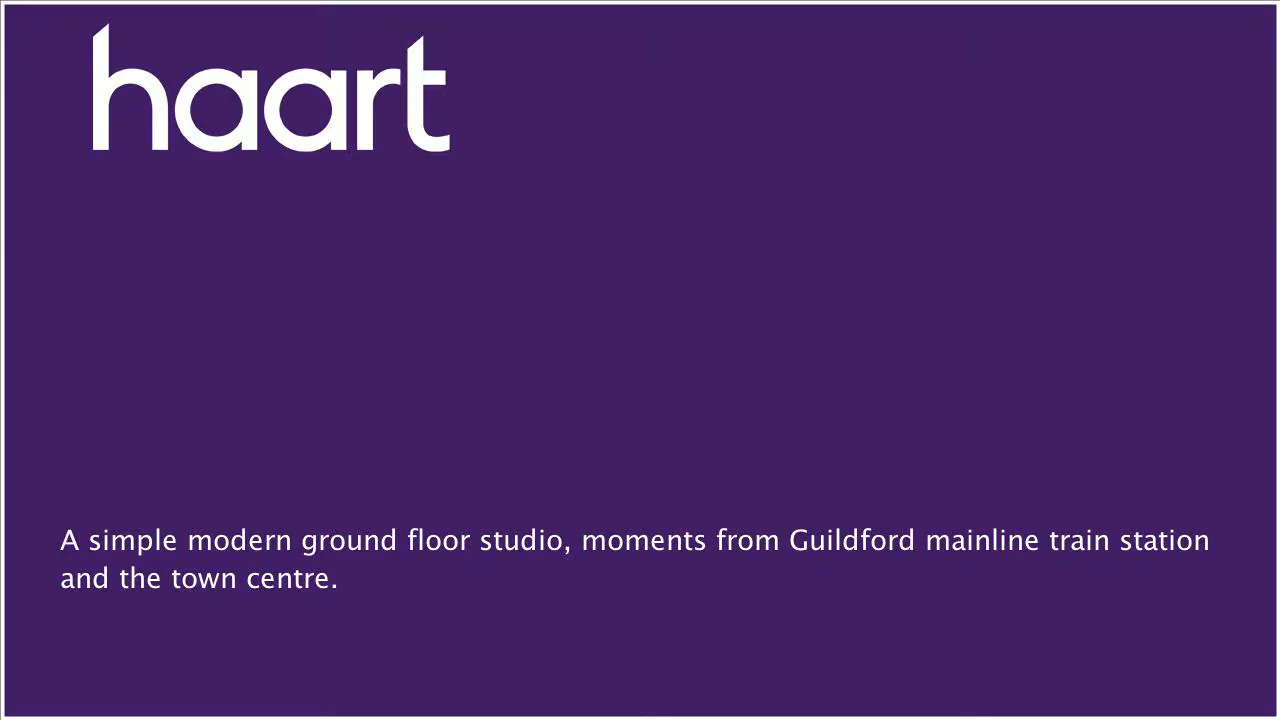 haart
A simple modern ground floor studio, moments from Guildford mainline train station
and the town centre.